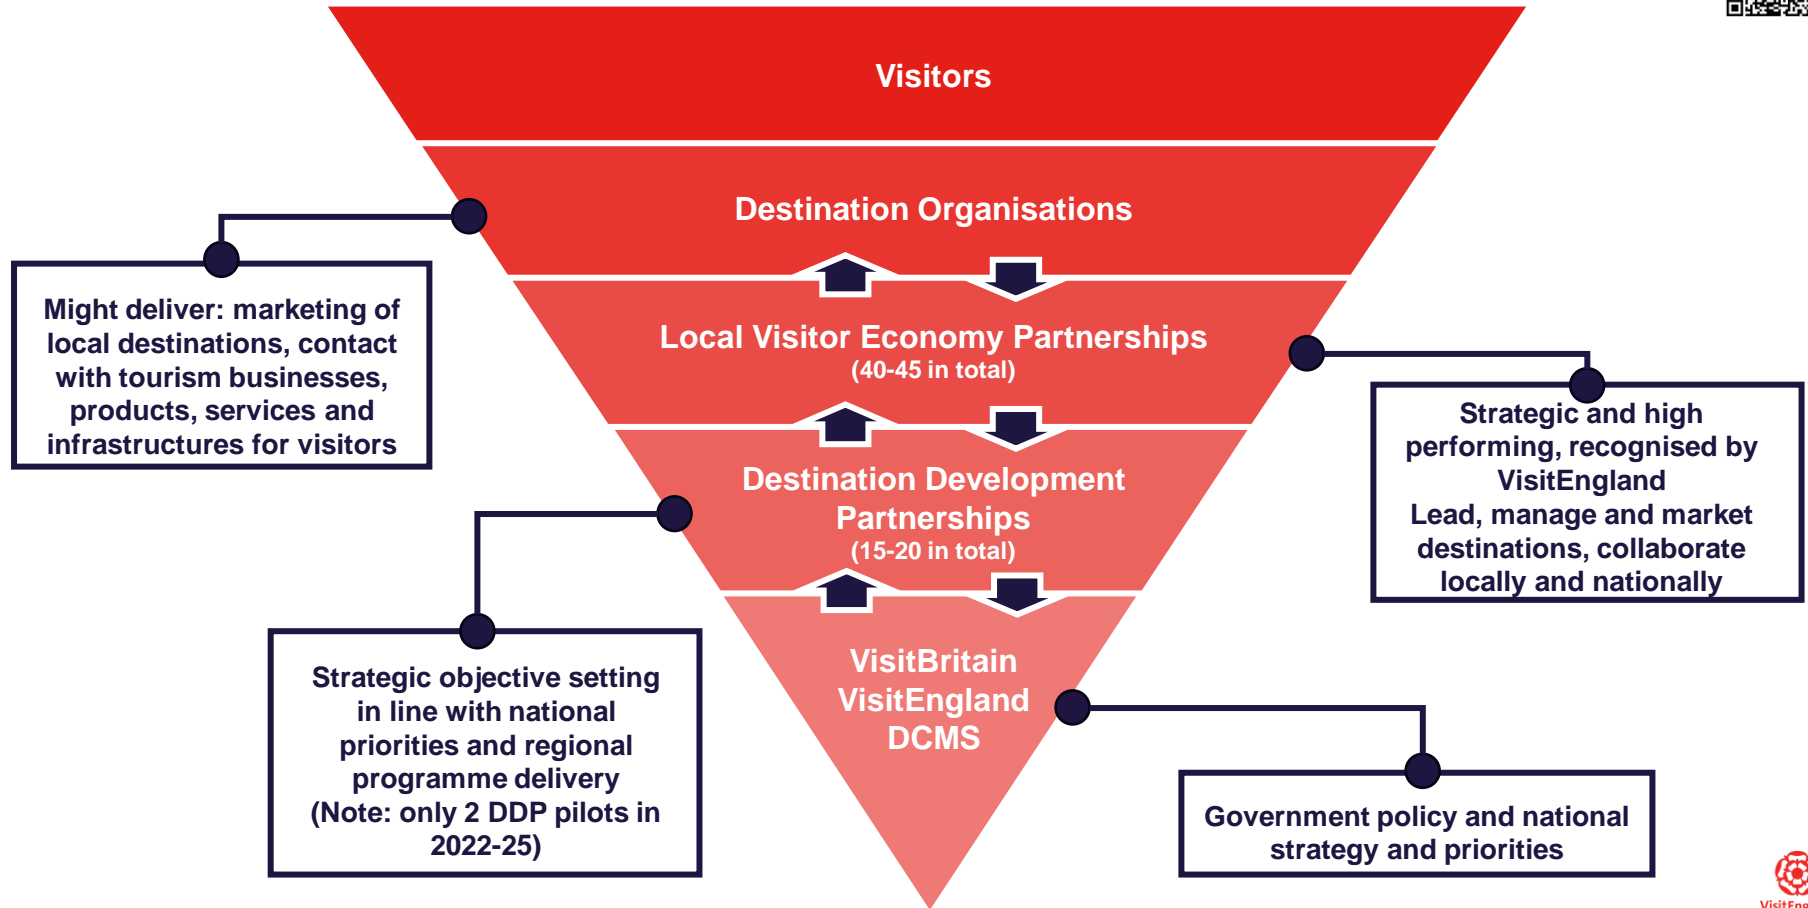 Visitors
Destination Organisations
Might deliver: marketing of
local destinations, contact
with tourism businesses,
products, services and
infrastructures for visitors
Local Visitor Economy Partnerships
(40-45 in total)
Strategic and high
performing, recognised by
VisitEngland
Lead, manage and market
destinations, collaborate
locally and nationally
Destination Development
Partnerships
(15-20 in total)
Strategic objective setting
in line with national
priorities and regional
programme delivery
(Note: only 2 DDP pilots in
2022-25)
VisitBritain
VisitEngland
DCMS
Government policy and national
strategy and priorities